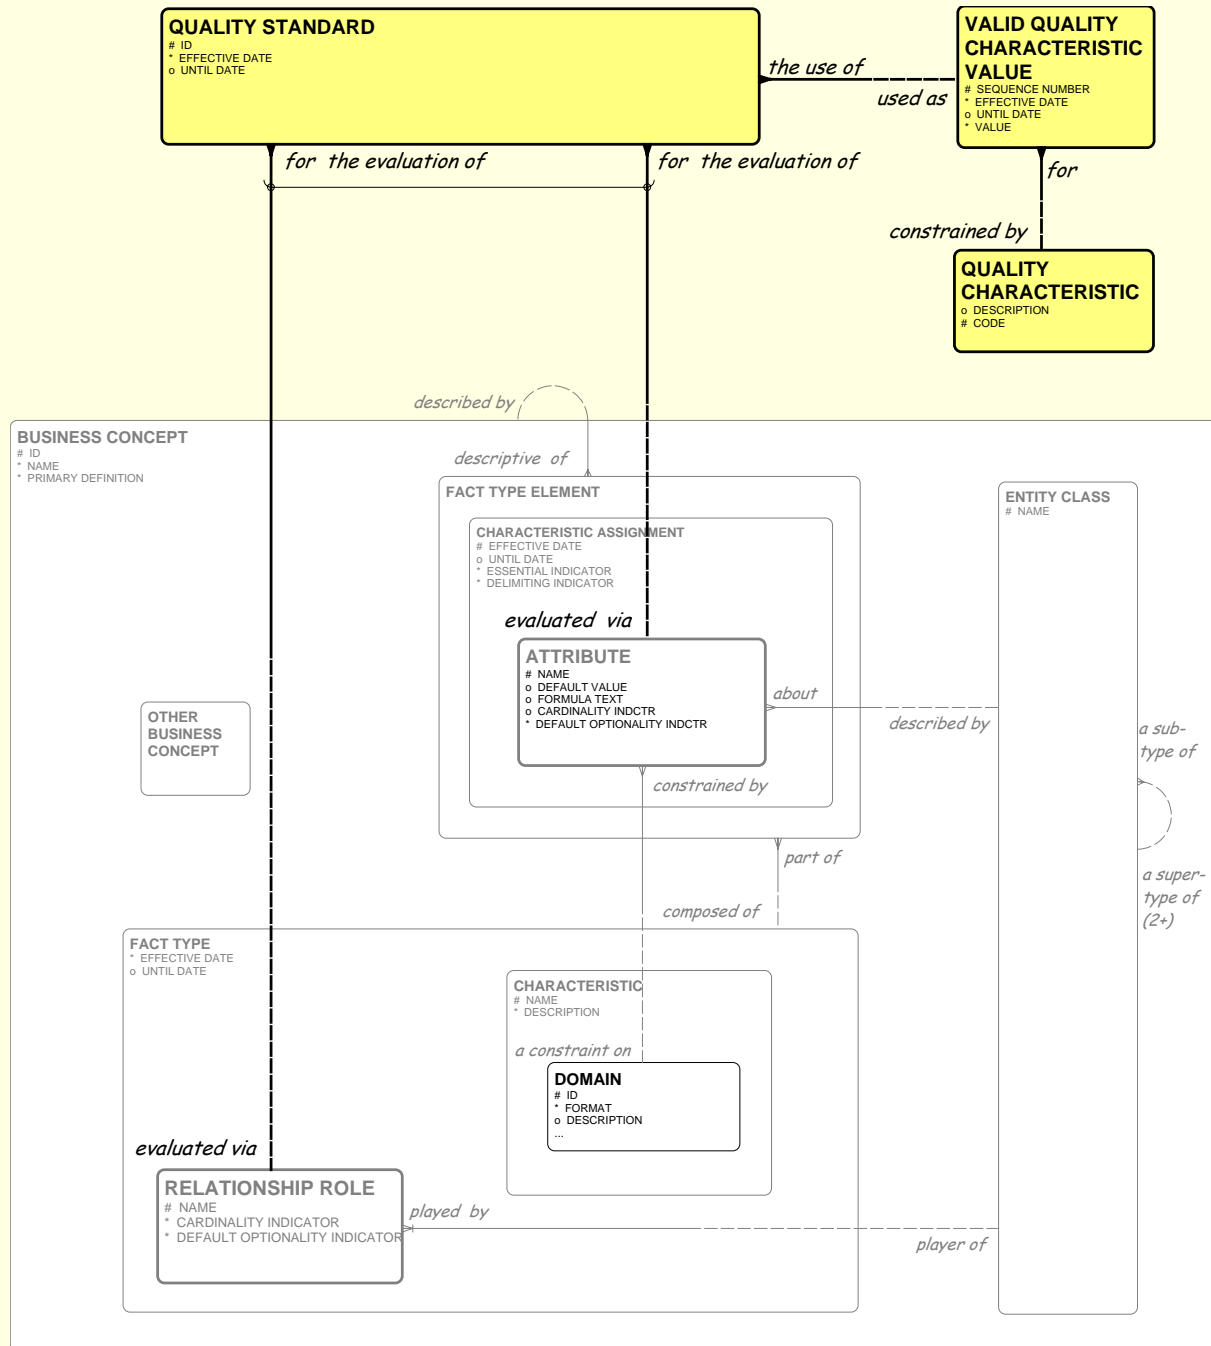 QUALITY STANDARD
# ID
* EFFECTIVE DATE
o UNTIL DATE
the use of
used as
VALID QUALITY
CHARACTERISTIC
VALUE
# SEQUENCE NUMBER
* EFFECTIVE DATE
o UNTIL DATE
* VALUE
for the evaluation of
for the evaluation of
for
constrained by
QUALITY
CHARACTERISTIC
o DESCRIPTION
# CODE
described by
descriptive of
BUSINESS CONCEPT
# ID
* NAME
* PRIMARY DEFINITION
FACT TYPE ELEMENT
CHARACTERISTIC ASSIGNMENT
# EFFECTIVE DATE
o UNTIL DATE
* ESSENTIAL INDICATOR
* DELIMITING INDICATOR
ENTITY CLASS
# NAME
evaluated via
ATTRIBUTE
# NAME
o DEFAULT VALUE
o FORMULA TEXT
o CARDINALITY INDCTR
* DEFAULT OPTIONALITY INDCTR
about
described by
OTHER
BUSINESS
CONCEPT
a sub-
type of
constrained by
part of
a super-
type of
(2+)
composed of
FACT TYPE
* EFFECTIVE DATE
o UNTIL DATE
CHARACTERISTIC
# NAME
* DESCRIPTION
a constraint on
DOMAIN
# ID
* FORMAT
o DESCRIPTION
...
evaluated via
RELATIONSHIP ROLE
# NAME
* CARDINALITY INDICATOR
* DEFAULT OPTIONALITY INDICATOR
played by
player of